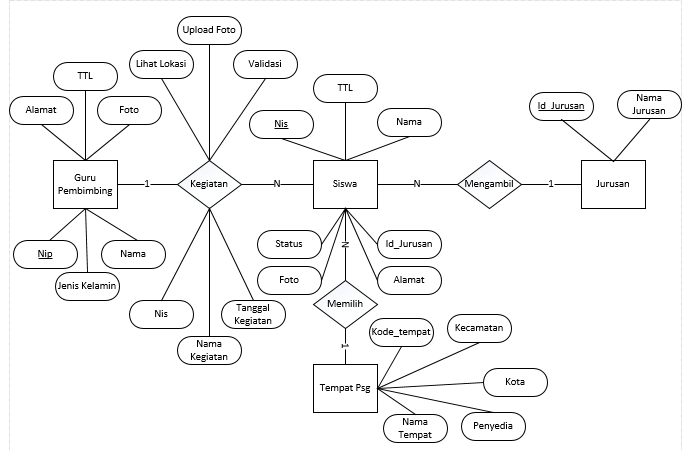 Upload Foto
Lihat Lokasi
Validasi
TTL
Alamat
Foto
TTL
Nis
Nama
Id_Jurusan
Nama
Jurusan
Guru
Pembimbing
1
Kegiatan
N
Siswa
N
Mengambil
1
Jurusan
Nip
Nama
Jenis Kelamin
Status
N
Id_Jurusan
Foto
Alamat
Nis
Tanggal
Kegiatan
Nama
Kegiatan
Memilih
1
Kode_tempat
Kecamatan
Tempat Psg
Kota
Nama
Tempat
Penyedia